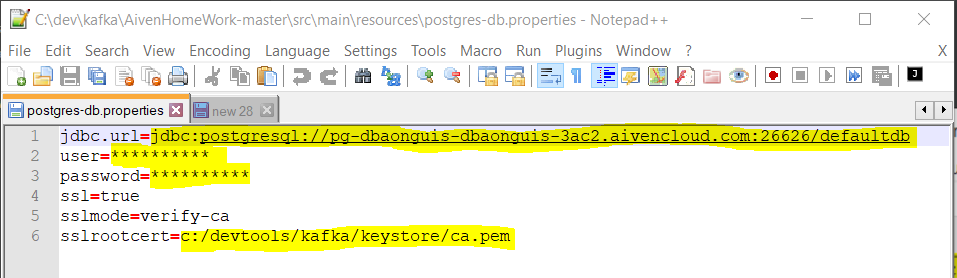 C:\dev\kafka\AivenHomeWork-master\src\main\resources\postgres-db.properties - Notepad++
File Edit Search View Encoding Language Settings Tools Macro Run Plugins Window ? X
postgres-db.properties new 28
1 jdbc.url=jdbc:postgresql://pg-dbaonguis-dbaonguis-3ac2.aivencloud.com:26626/defaultdb
2 user=**********
3 password=**********
4 ssl=true
5 sslmode=verify-ca
6 sslrootcert=c:/devtools/kafka/keystore/ca.pem